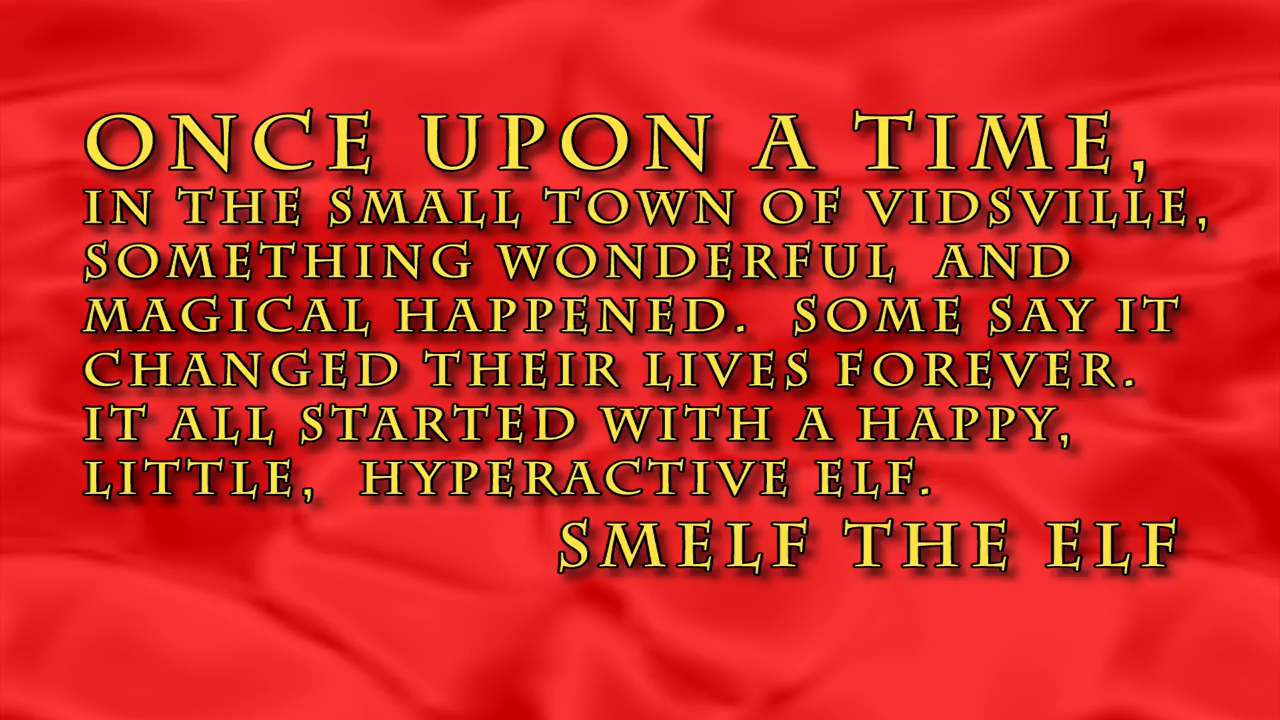 ONCE UPON A TIME,
IN THE SMALL TOWN OF VIDSVILLE,
SOMETHING WONDERFUL  AND
MAGICAL HAPPENED.  SOME SAY IT
CHANGED THEIR LIVES FOREVER.
IT ALL STARTED WITH A HAPPY,
LITTLE,  HYPERACTIVE ELF.
SMELF THE ELF